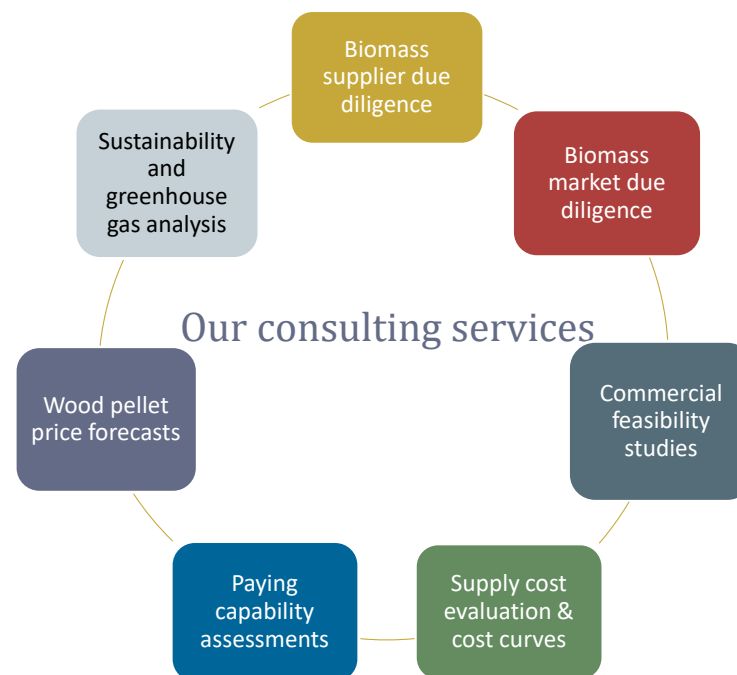 Biomass
supplier due
diligence
Biomass
market due
diligence
Commercial
feasibility
studies
Supply cost
evaluation &
cost curves
Paying
capability
assessments
Wood pellet
price forecasts
Sustainability
and
greenhouse
gas analysis
Our consulting services